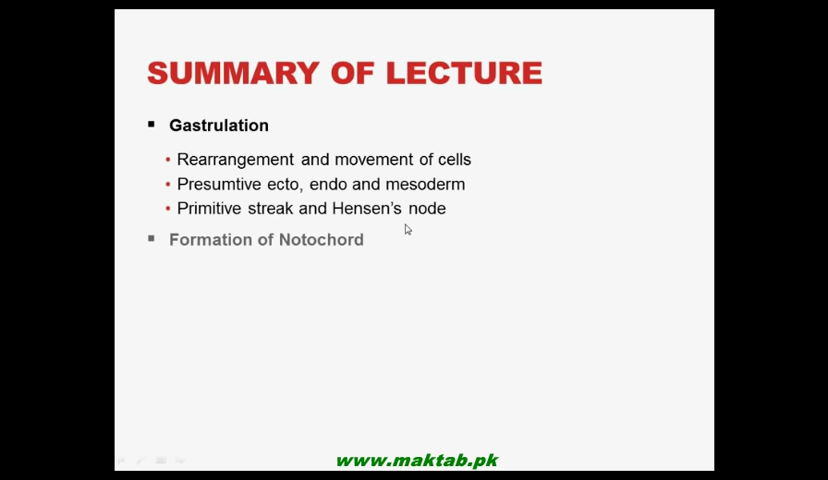 SUMMARY OF LECTURE
▪ Gastrulation
• Rearrangement and movement of cells
• Presumtive ecto, endo and mesoderm
• Primitive streak and Hensen's node
▪ Formation of Notochord
www.maktab.pk